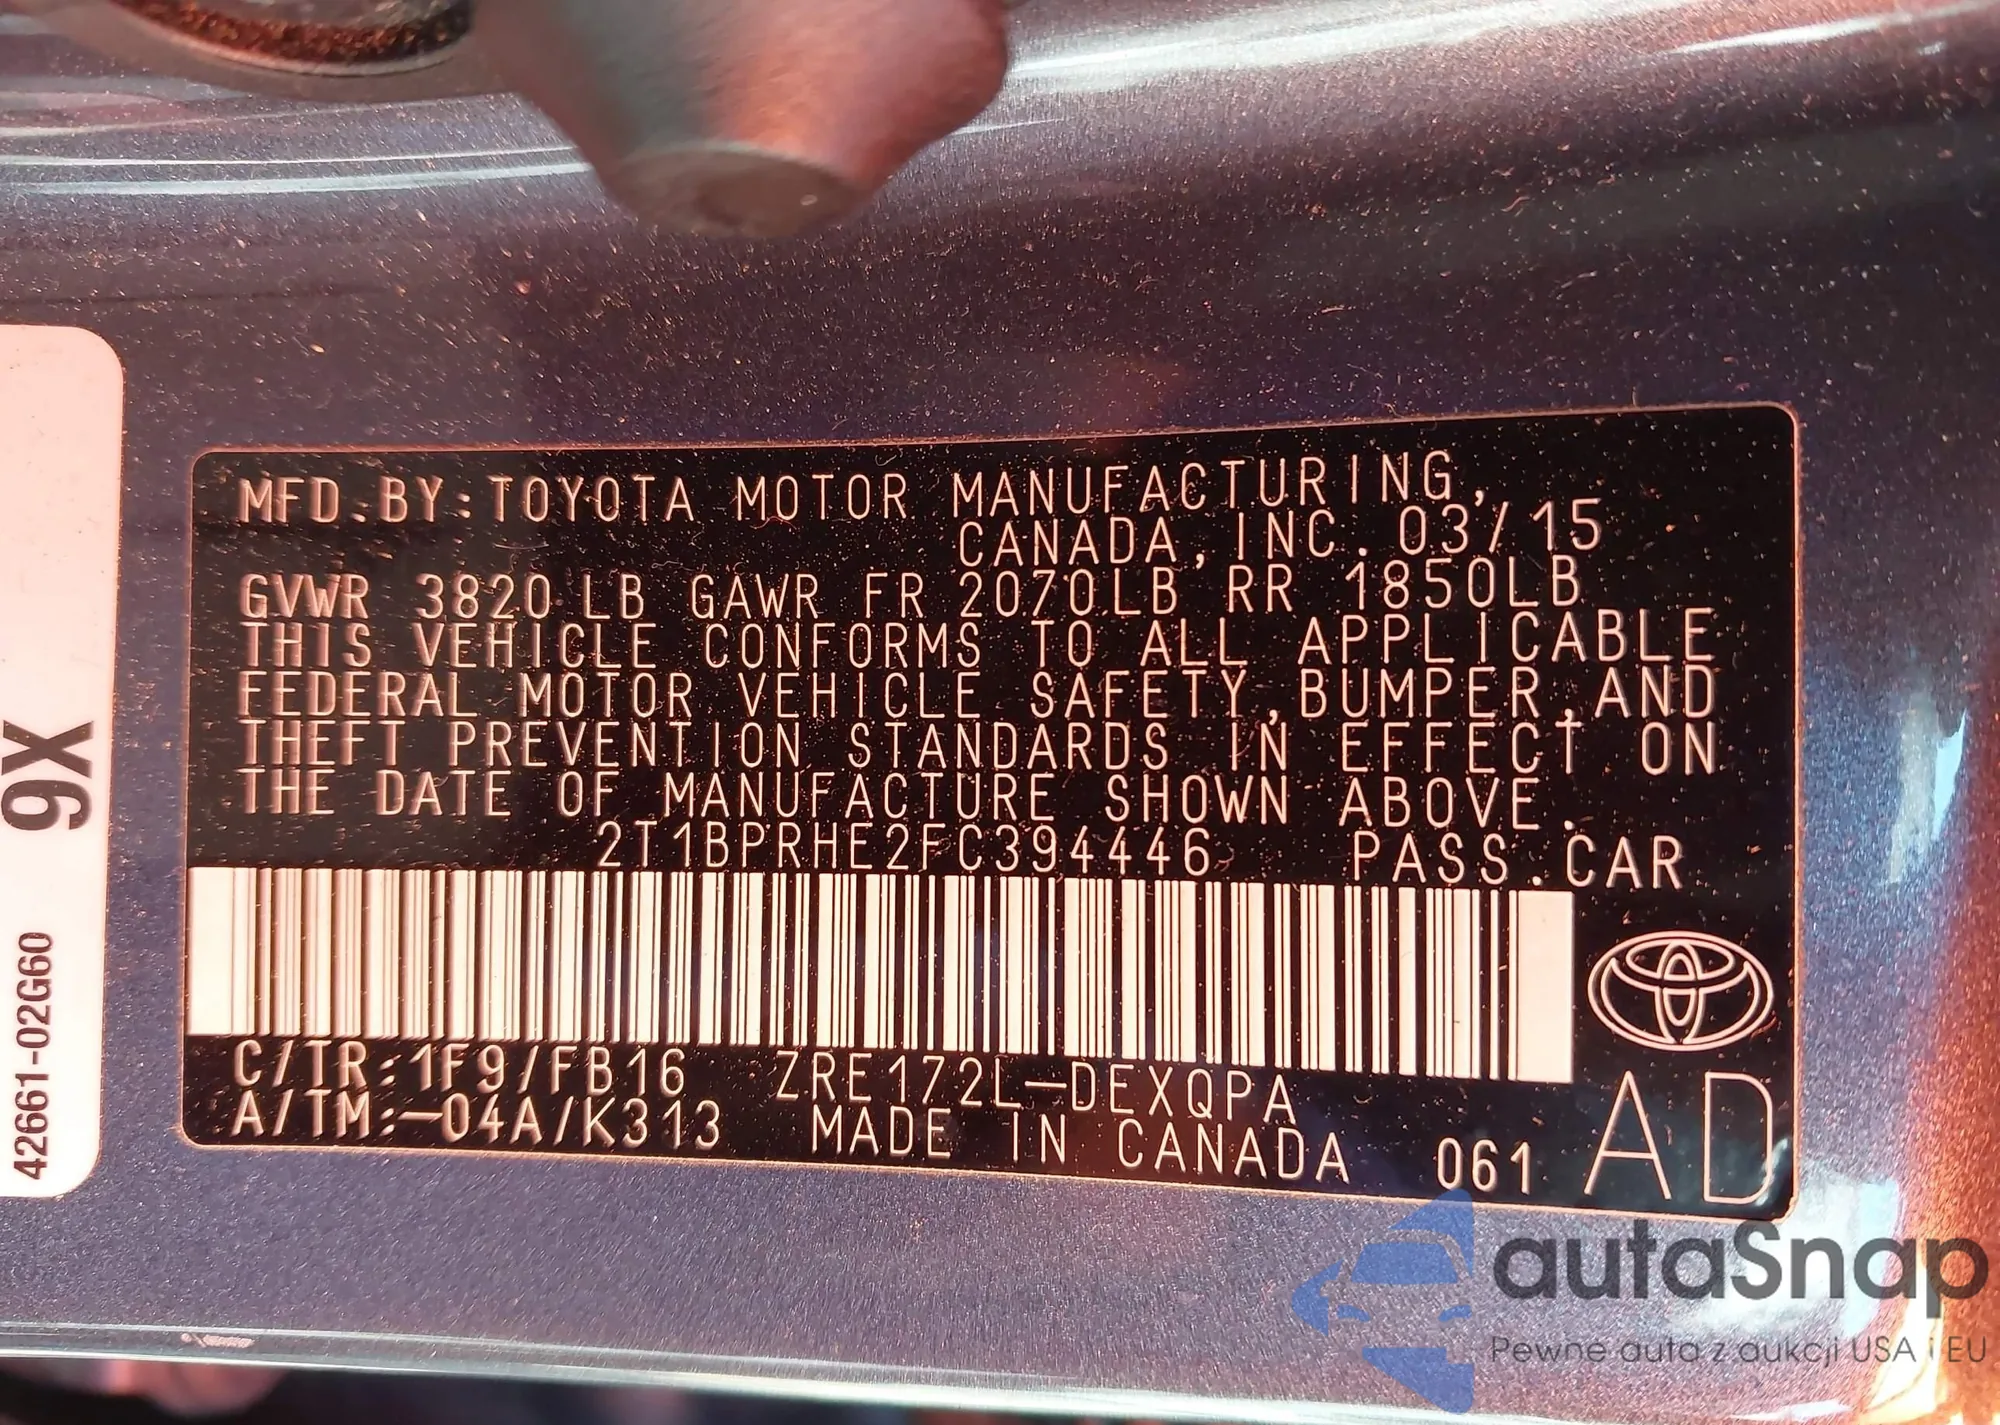 MFD.BY:TOYOTA MOTOR MANUFACTURING,
CANADA,INC. 03/15
GVWR 3820LB GAWR FR 2070LB RR 1850LB
THIS VEHICLE CONFORMS TO ALL APPLICABLE
FEDERAL MOTOR VEHICLE SAFETY,BUMPER,AND
THEFT PREVENTION STANDARDS IN EFFECT ON
THE DATE OF MANUFACTURE SHOWN ABOVE.
2T1BPRHE2FC394446 PASS.CAR
C/TR:1F9/FB16 ZRE172L-DEXQPA
A/TM:-04A/K313 MADE IN CANADA 061 AD
9X
42661-02G60
autaSnap
Pewne auta z aukcji USA i EU